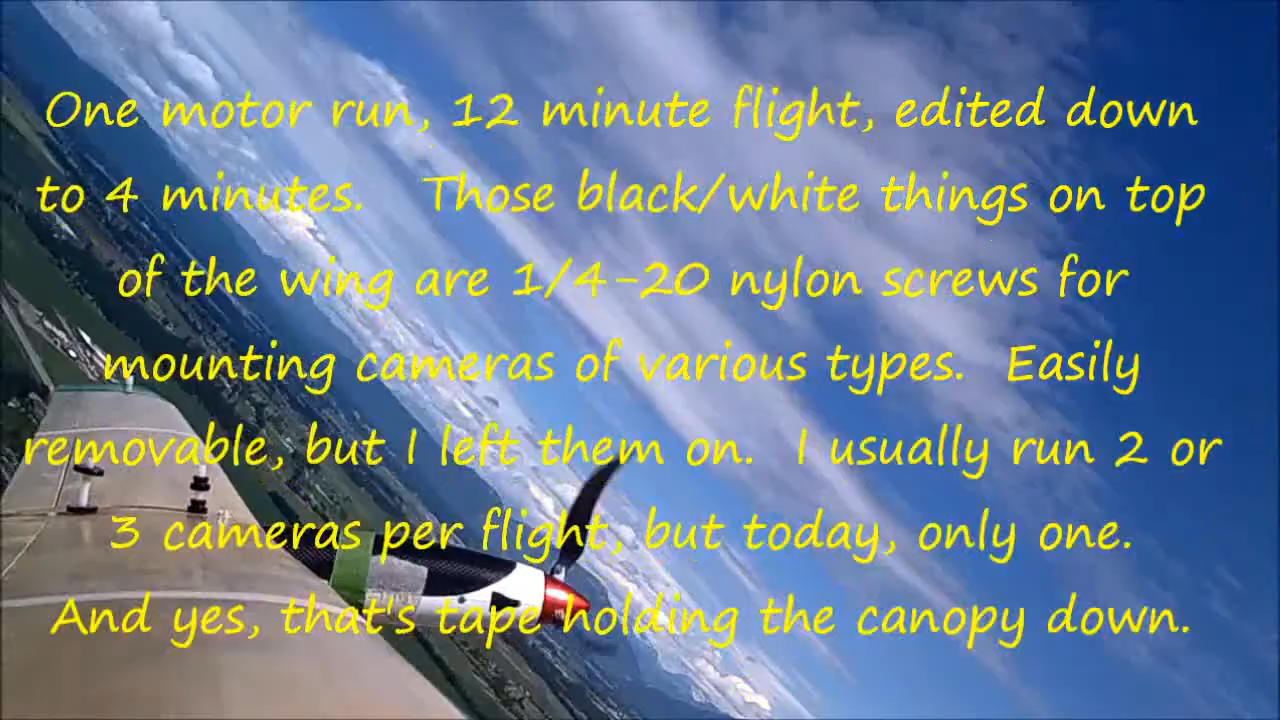 One motor run, 12 minute flight, edited down
to 4 minutes. Those black/white things on top
of the wing are 1/4-20 nylon screws for
mounting cameras of various types. Easily
removable, but I left them on. I usually run 2 or
3 cameras per flight, but today, only one.
And yes, that's tape holding the canopy down.